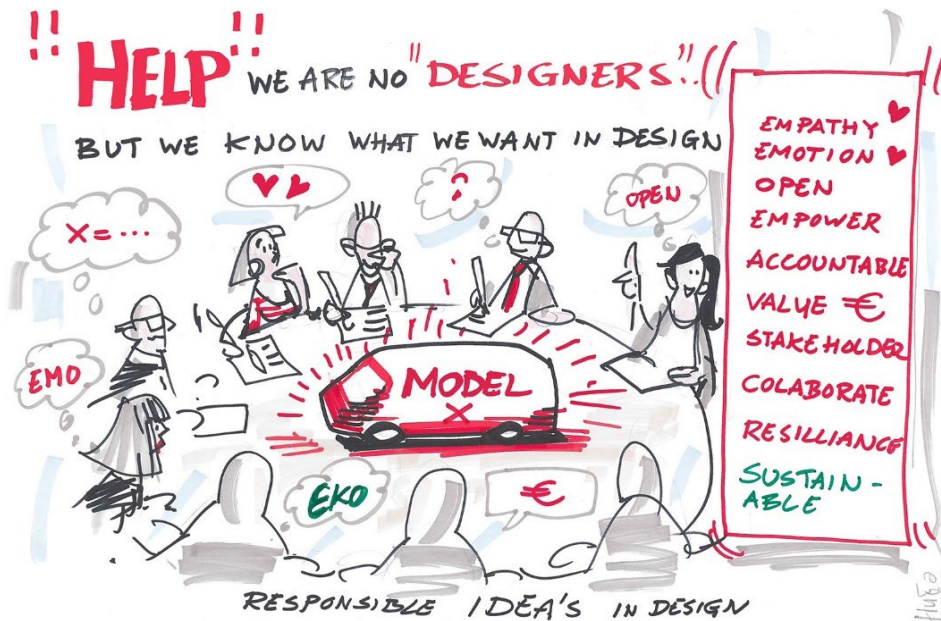 !! HELP !! WE ARE NO "DESIGNERS"!!
BUT WE KNOW WHAT WE WANT IN DESIGN
X = ...
?
OPEN
EMO
MODEL
X
EKO
€
EMPATHY
EMOTION
OPEN
EMPOWER
ACCOUNTABLE
VALUE = €
STAKEHOLDER
COLABORATE
RESILLIANCE
SUSTAIN-
ABLE
RESPONSIBLE IDEA'S IN DESIGN